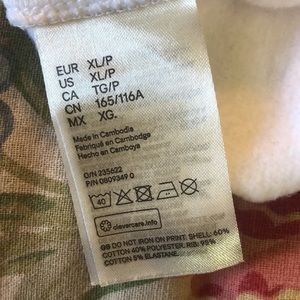 EUR XL/P
US XL/P
CA TG/P
CN 165/116A
MX XG.
Made in Cambodia
Fabriqué en Cambodge
Hecho en Camboya
O/N 235622
P/N 0809349 0
40
clevercare.info
GB DO NOT IRON ON PRINT. SHELL: 60%
COTTON 40% POLYESTER. RIB: 95%
COTTON 5% ELASTANE.